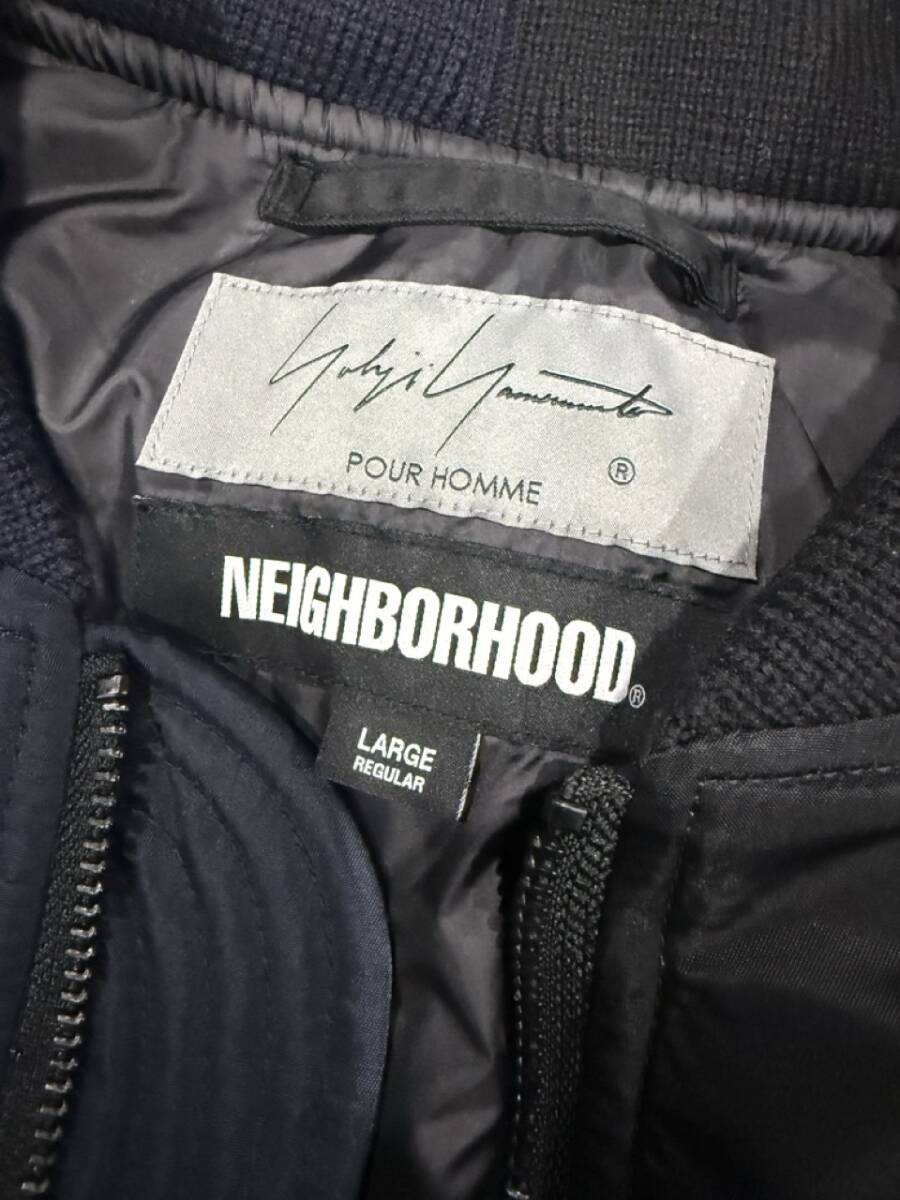 Yohji Yamamoto
POUR HOMME ®
NEIGHBORHOOD®
LARGE
REGULAR